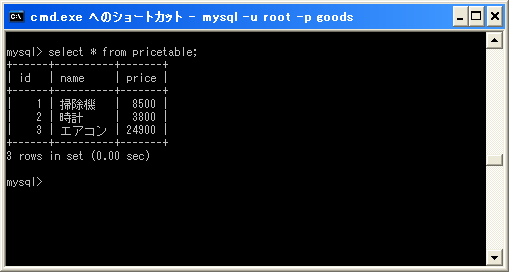 cmd.exe へのショートカット - mysql -u root -p goods
mysql> select * from pricetable;
+------+----------+-------+
| id   | name     | price |
+------+----------+-------+
|    1 | 掃除機   |  8500 |
|    2 | 時計     |  3800 |
|    3 | エアコン | 24900 |
+------+----------+-------+
3 rows in set (0.00 sec)
mysql>